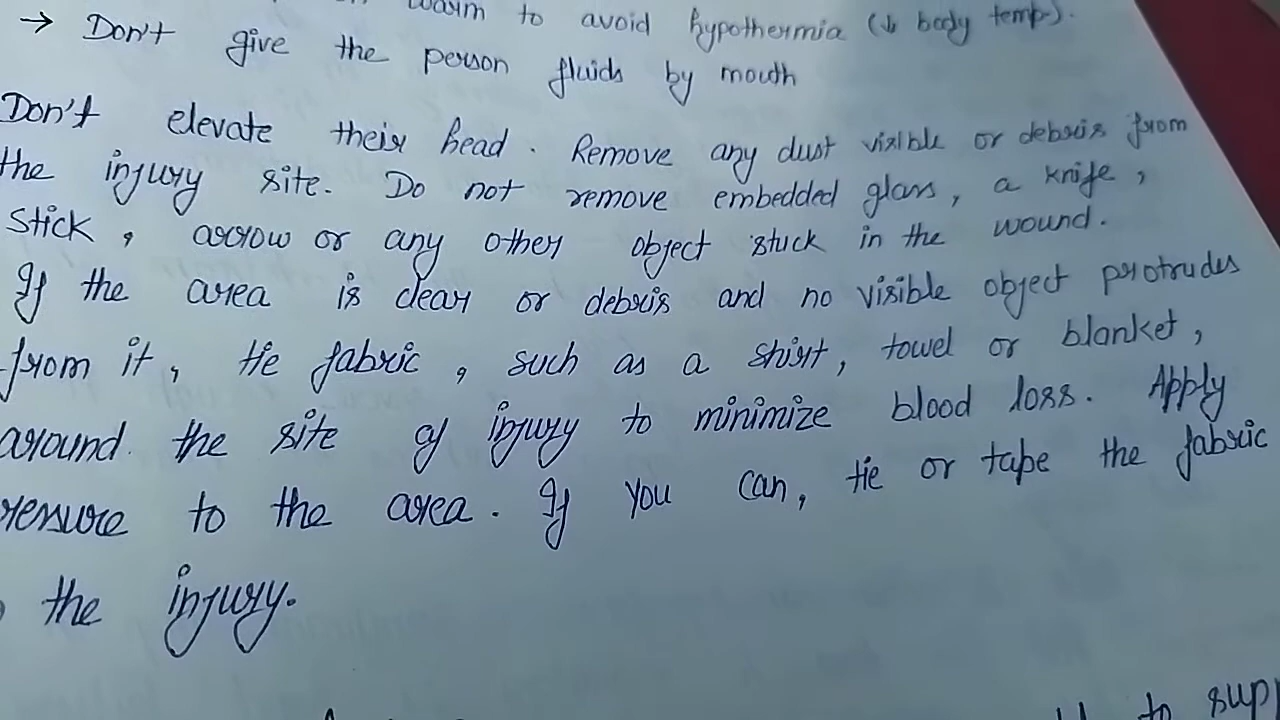 warm to avoid hypothermia (↓ body temp.).
→ Don't give the person fluids by mouth
Don't elevate their head. Remove any dust visible or debris from
the injury site. Do not remove embedded glass, a knife,
stick, arrow or any other object stuck in the wound.
If the area is clear or debris and no visible object protrudes
from it, tie fabric, such as a shirt, towel or blanket,
around the site of injury to minimize blood loss. Apply
ressure to the area. If you can, tie or tape the fabric
the injury.
to supp